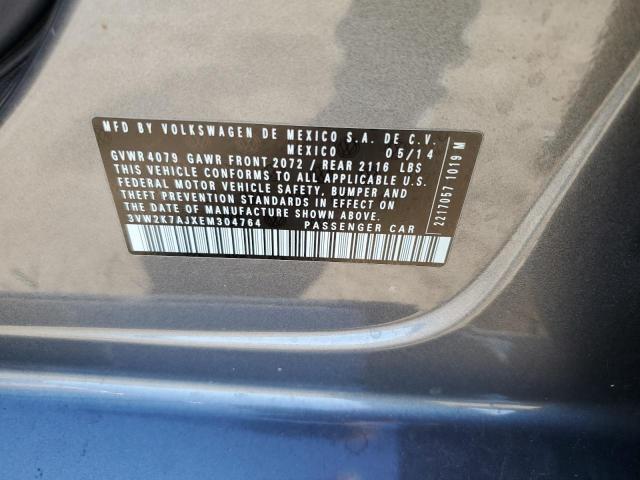 MFD BY VOLKSWAGEN DE MEXICO S.A. DE C.V.
MEXICO 05/14
GVWR 4079 GAWR FRONT 2072 / REAR 2116 LBS
THIS VEHICLE CONFORMS TO ALL APPLICABLE U.S.
FEDERAL MOTOR VEHICLE SAFETY, BUMPER AND
THEFT PREVENTION STANDARDS IN EFFECT ON
THE DATE OF MANUFACTURE SHOWN ABOVE.
3VW2K7AJXEM304764 PASSENGER CAR
2217057 1019 M